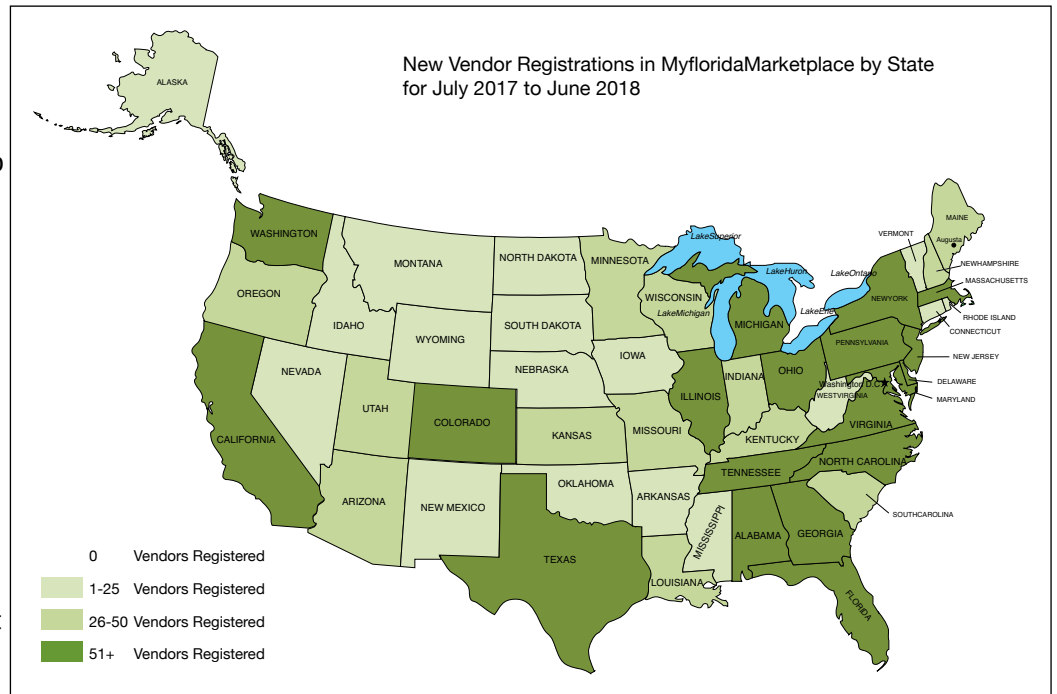 New Vendor Registrations in MyfloridaMarketplace by State
for July 2017 to June 2018
ALASKA
WASHINGTON
OREGON
CALIFORNIA
NEVADA
IDAHO
MONTANA
WYOMING
UTAH
COLORADO
ARIZONA
NEW MEXICO
NORTH DAKOTA
SOUTH DAKOTA
NEBRASKA
KANSAS
OKLAHOMA
TEXAS
MINNESOTA
IOWA
MISSOURI
ARKANSAS
LOUISIANA
WISCONSIN
ILLINOIS
MICHIGAN
INDIANA
OHIO
KENTUCKY
TENNESSEE
MISSISSIPPI
ALABAMA
GEORGIA
FLORIDA
SOUTHCAROLINA
NORTH CAROLINA
VIRGINIA
WESTVIRGINIA
Washington D.C
PENNSYLVANIA
NEWYORK
VERMONT
MAINE
Augusta
NEWHAMPSHIRE
MASSACHUSETTS
RHODE ISLAND
CONNECTICUT
NEW JERSEY
DELAWARE
MARYLAND
LakeSuperior
LakeMichigan
LakeHuron
LakeOntario
0 Vendors Registered
1-25 Vendors Registered
26-50 Vendors Registered
51+ Vendors Registered